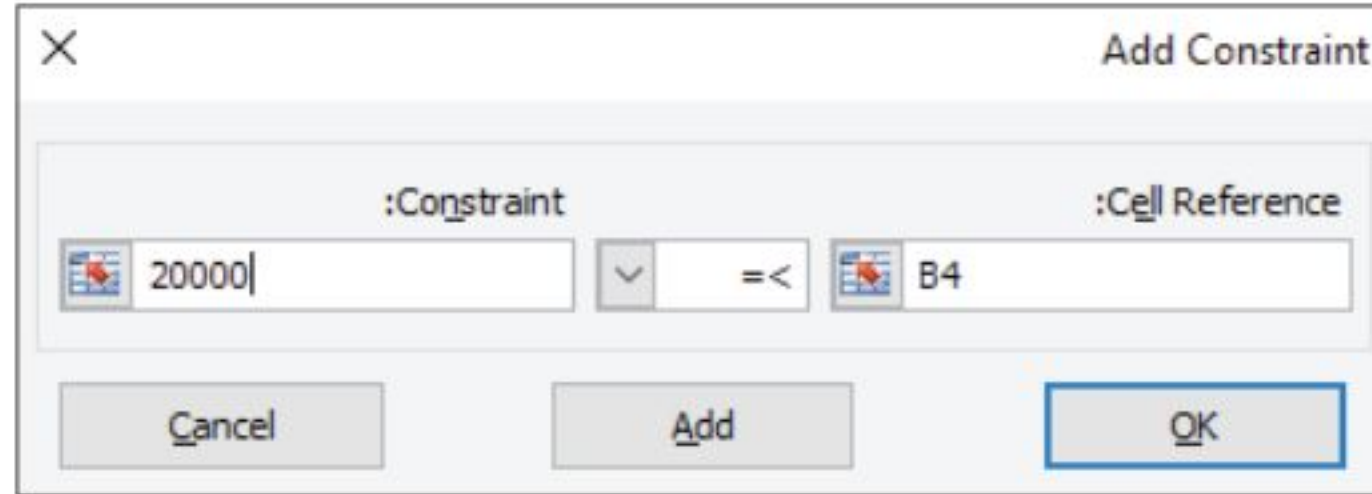 Add Constraint
:Cell Reference
:Constraint
B4
=<
20000
OK
Add
Cancel